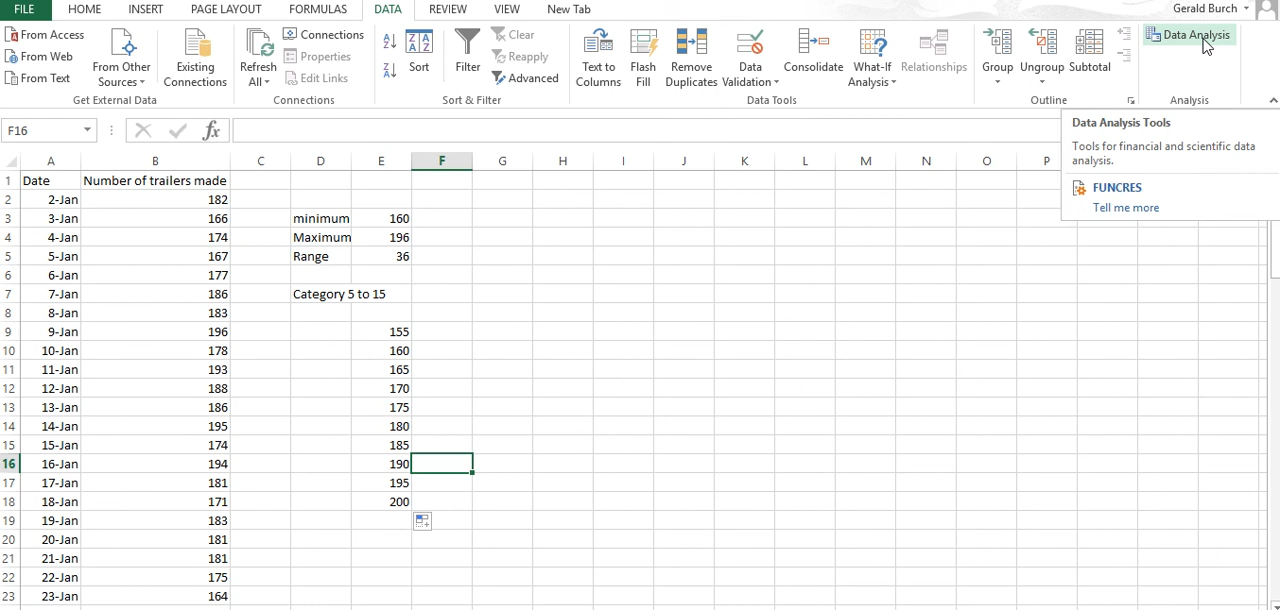 FILE HOME INSERT PAGE LAYOUT FORMULAS DATA REVIEW VIEW New Tab Gerald Burch
From Access
From Web
From Text
From Other Sources
Existing Connections
Get External Data
Refresh All
Connections
Properties
Edit Links
Connections
Sort
Filter
Clear
Reapply
Advanced
Sort & Filter
Text to Columns
Flash Fill
Remove Duplicates
Data Validation
Consolidate
What-If Analysis
Relationships
Data Tools
Group
Ungroup
Subtotal
Outline
Data Analysis
Analysis
F16 fx
Data Analysis Tools
Tools for financial and scientific data
analysis.
FUNCRES
Tell me more
A B C D E F G H I J K L M N O P
1 Date Number of trailers made
2 2-Jan 182
3 3-Jan 166 minimum 160
4 4-Jan 174 Maximum 196
5 5-Jan 167 Range 36
6 6-Jan 177
7 7-Jan 186 Category 5 to 15
8 8-Jan 183
9 9-Jan 196 155
10 10-Jan 178 160
11 11-Jan 193 165
12 12-Jan 188 170
13 13-Jan 186 175
14 14-Jan 195 180
15 15-Jan 174 185
16 16-Jan 194 190
17 17-Jan 181 195
18 18-Jan 171 200
19 19-Jan 183
20 20-Jan 181
21 21-Jan 181
22 22-Jan 175
23 23-Jan 164